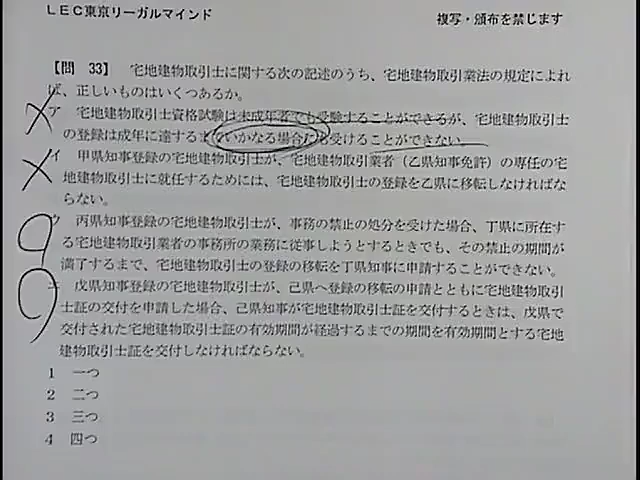 LEC東京リーガルマインド
複写・頒布を禁じます
【問 33】 宅地建物取引士に関する次の記述のうち、宅地建物取引業法の規定によれ
ば、正しいものはいくつあるか。
ア 宅地建物取引士資格試験は未成年者でも受験することができるが、宅地建物取引士
の登録は成年に達するまでいかなる場合にも受けることができない。
イ 甲県知事登録の宅地建物取引士が、宅地建物取引業者（乙県知事免許）の専任の宅
地建物取引士に就任するためには、宅地建物取引士の登録を乙県に移転しなければな
らない。
ウ 丙県知事登録の宅地建物取引士が、事務の禁止の処分を受けた場合、丁県に所在す
る宅地建物取引業者の事務所の業務に従事しようとするときでも、その禁止の期間が
満了するまで、宅地建物取引士の登録の移転を丁県知事に申請することができない。
エ 戊県知事登録の宅地建物取引士が、己県へ登録の移転の申請とともに宅地建物取引
士証の交付を申請した場合、己県知事が宅地建物取引士証を交付するときは、戊県で
交付された宅地建物取引士証の有効期間が経過するまでの期間を有効期間とする宅地
建物取引士証を交付しなければならない。
1 一つ
2 二つ
3 三つ
4 四つ